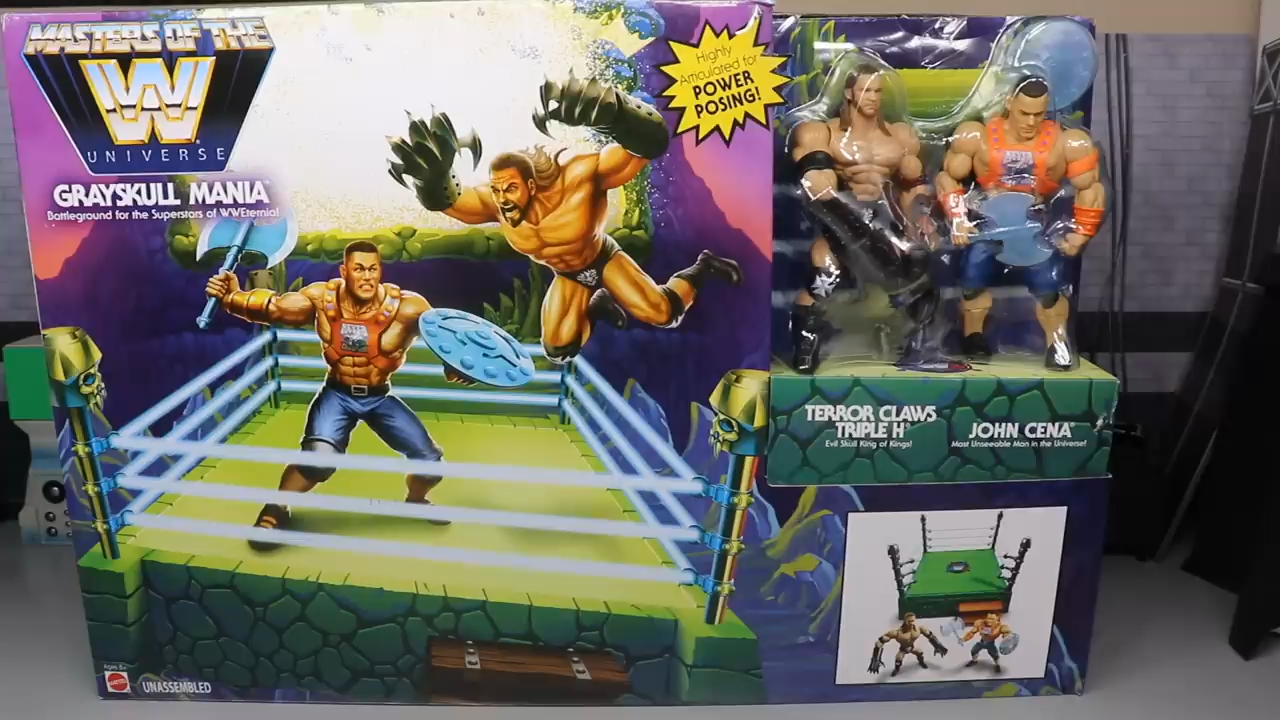 MASTERS OF THE
W
UNIVERSE
GRAYSKULL MANIA
Battleground for the Superstars of WWEternia!
Highly
Articulated for
POWER
POSING!
TERROR CLAWS
TRIPLE H
Evil Skull King of Kings!
JOHN CENA
Most Unseeable Man in the Universe!
Ages 6+
MATTEL
UNASSEMBLED